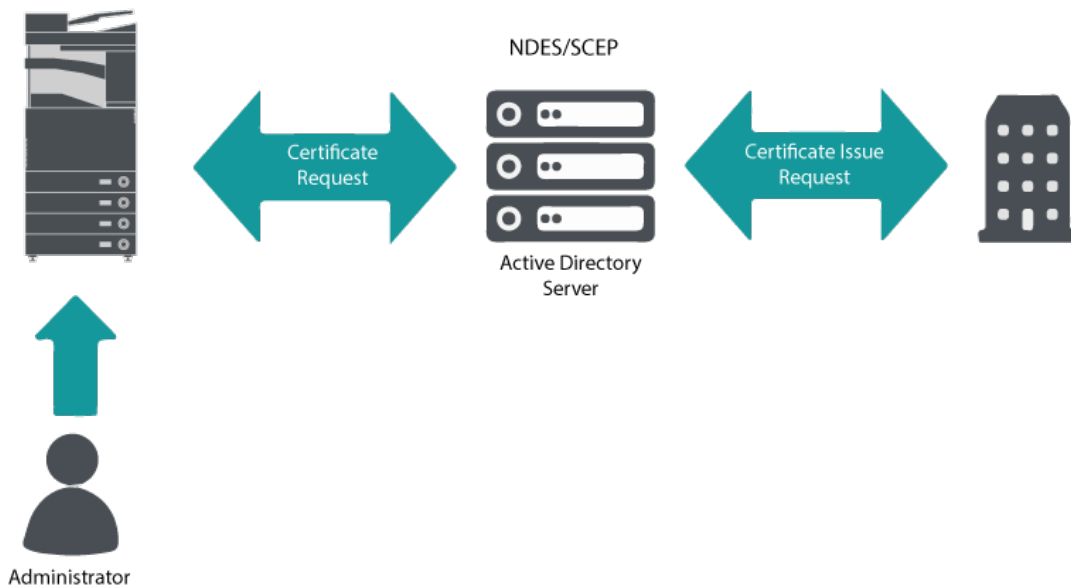 NDES/SCEP
Certificate
Request
Certificate Issue
Request
Active Directory
Server
Administrator